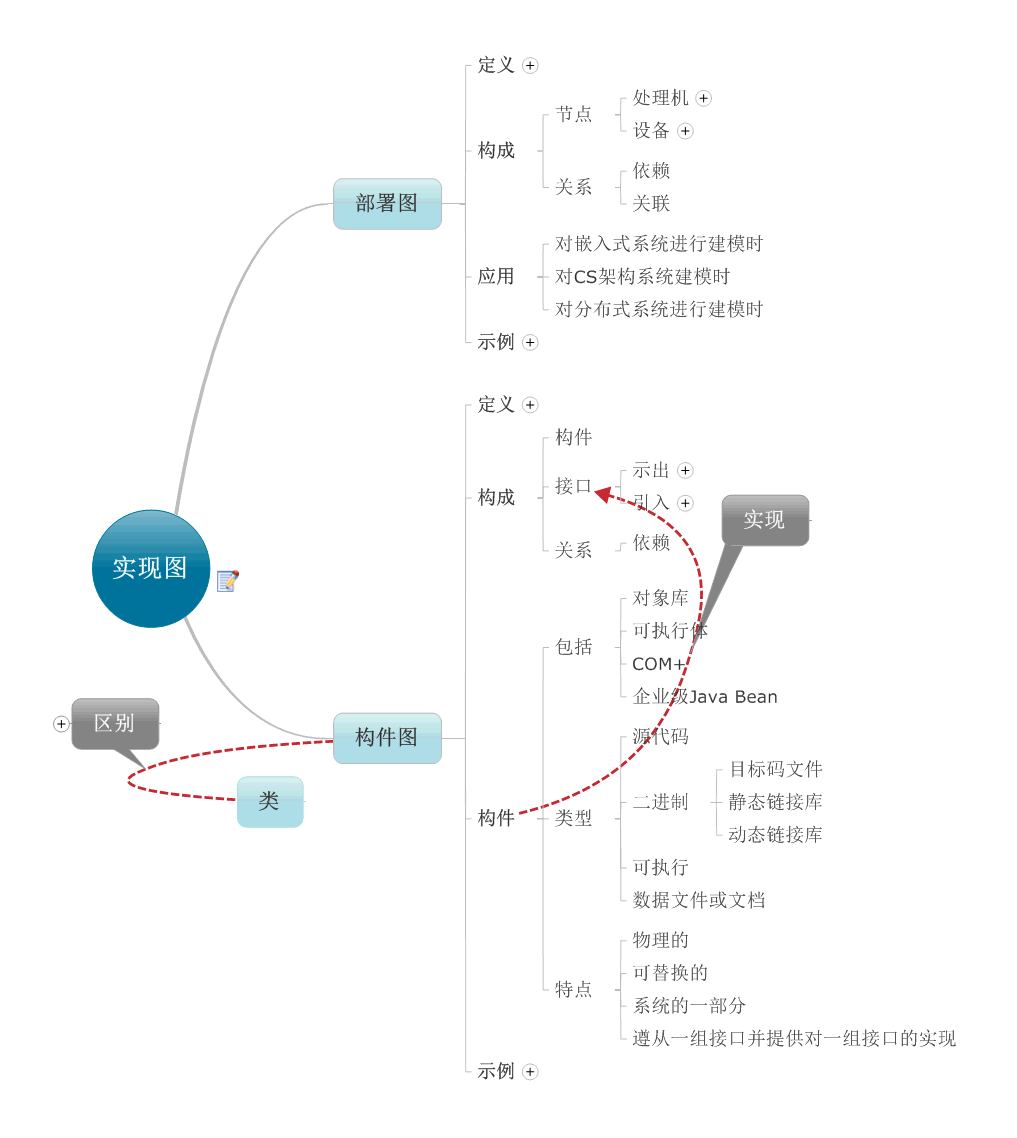 实现图
部署图
定义
构成
节点
处理机
设备
关系
依赖
关联
应用
对嵌入式系统进行建模时
对CS架构系统建模时
对分布式系统进行建模时
示例
构件图
定义
构成
构件
接口
示出
引入
关系
依赖
实现
构件
包括
对象库
可执行体
COM+
企业级Java Bean
类型
源代码
二进制
目标码文件
静态链接库
动态链接库
可执行
数据文件或文档
特点
物理的
可替换的
系统的一部分
遵从一组接口并提供对一组接口的实现
示例
区别
类